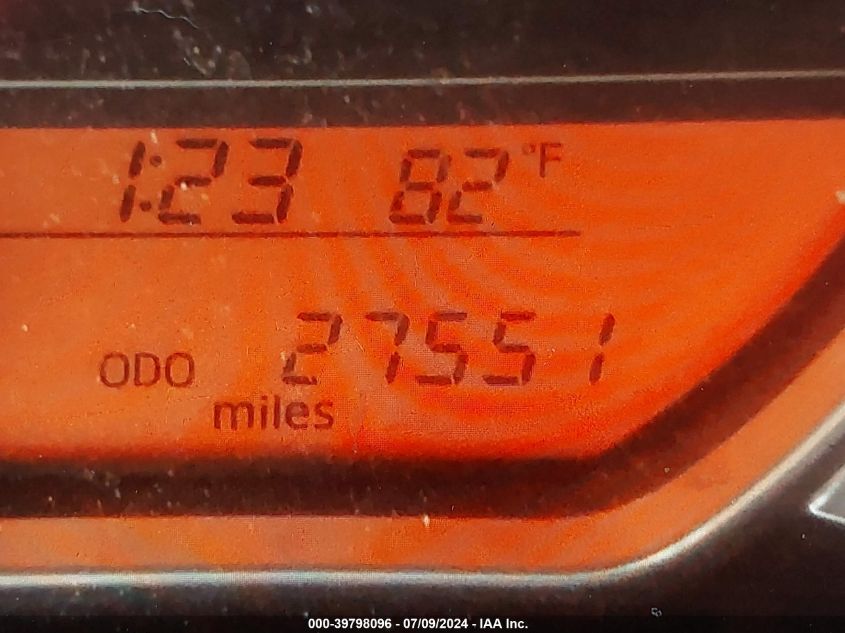 1:23 82 °F
ODO 27551
miles
000-39798096 - 07/09/2024 - IAA Inc.